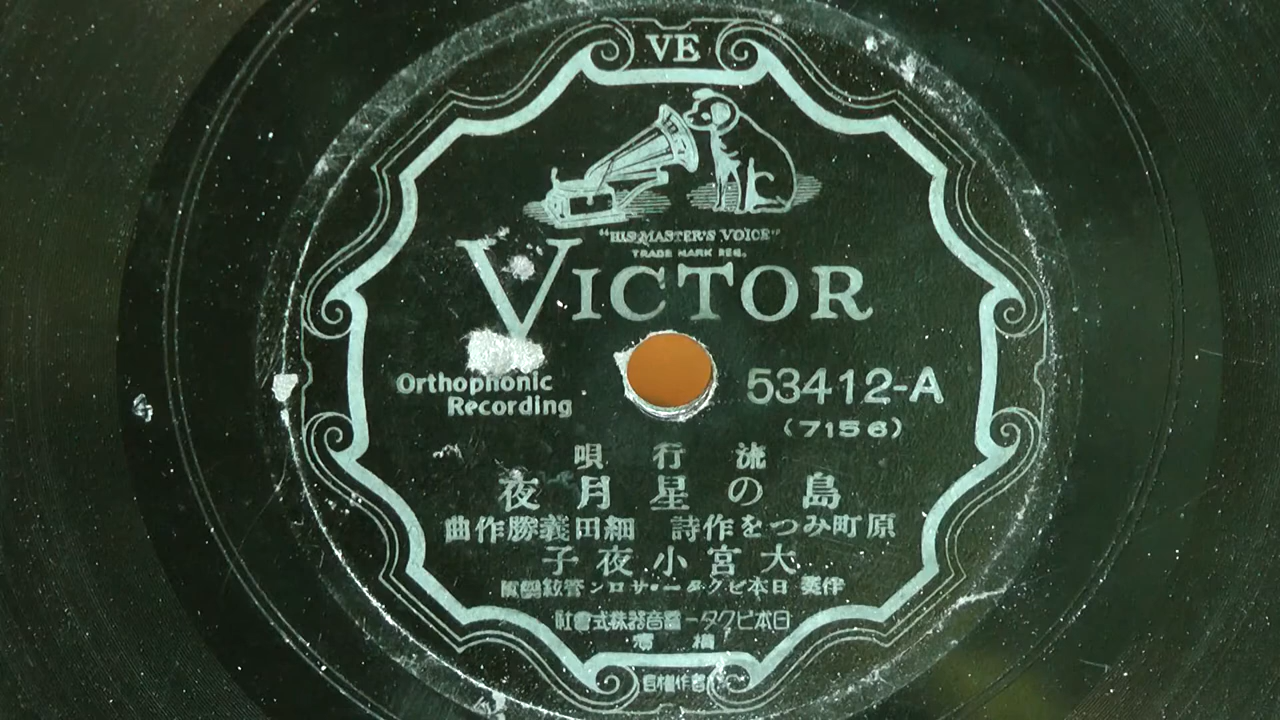 VE
"HIS MASTER'S VOICE"
TRADE MARK REG.
VICTOR
Orthophonic
Recording
53412-A
(7156)
流行唄
島の星月夜
原町みつを作詩 細田義勝作曲
大宮小夜子
伴奏 日本ビクター・サロン管絃樂團
日本ビクター蓄音器株式會社
横濱